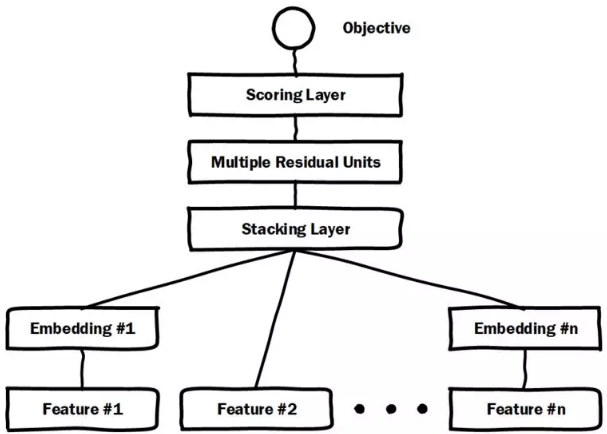 Objective
Scoring Layer
Multiple Residual Units
Stacking Layer
Embedding #1
Embedding #n
Feature #1
Feature #2
Feature #n